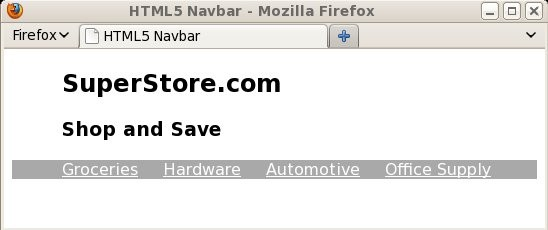 HTML5 Navbar - Mozilla Firefox
Firefox HTML5 Navbar
SuperStore.com
Shop and Save
Groceries Hardware Automotive Office Supply